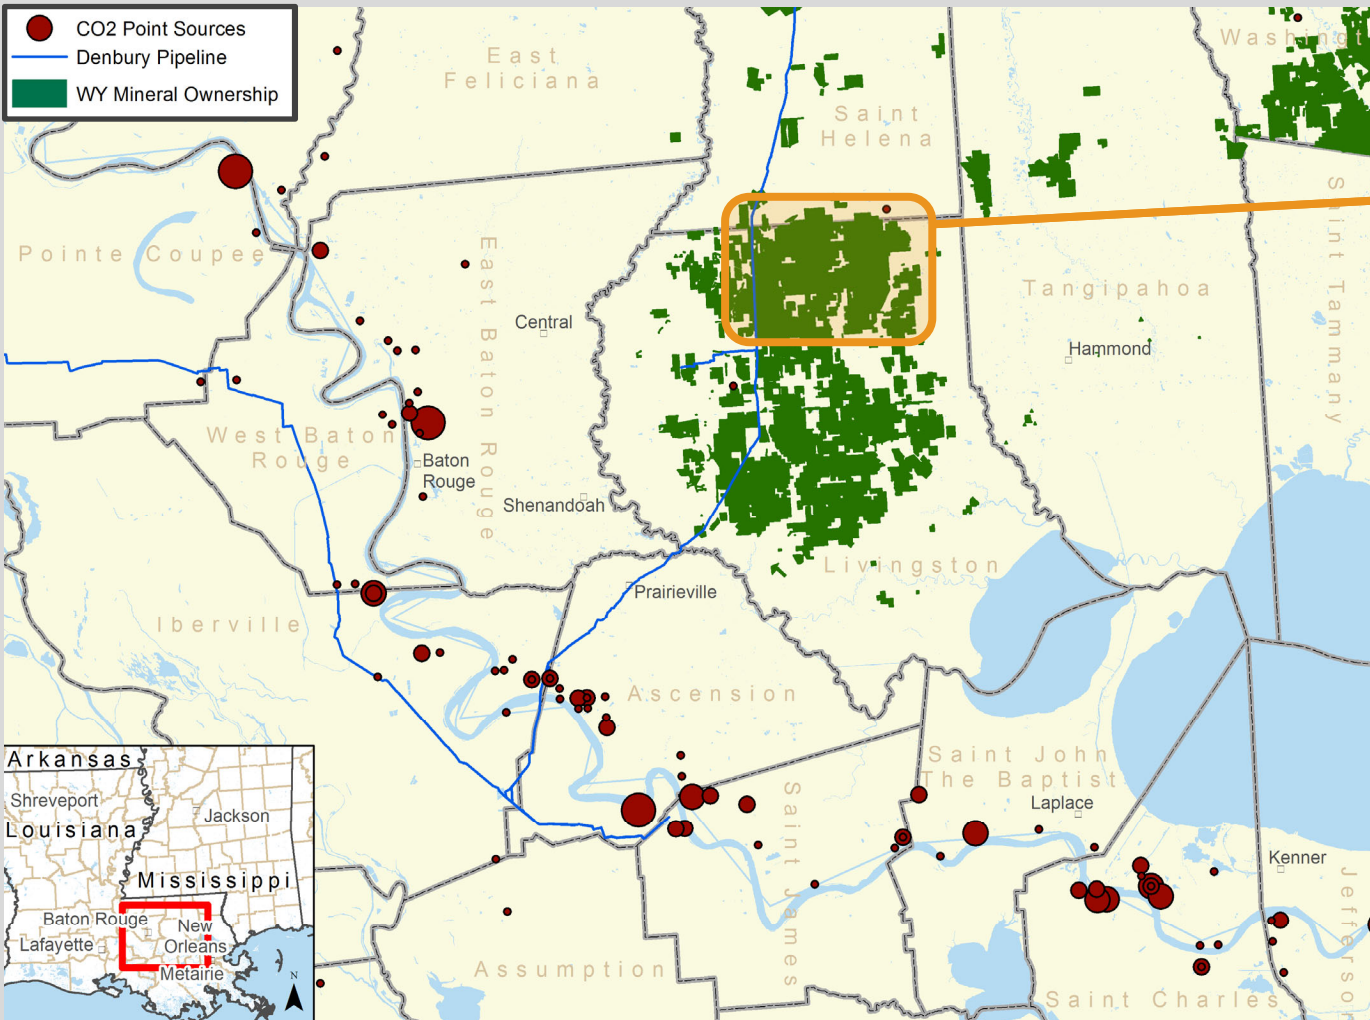 CO2 Point Sources
Denbury Pipeline
WY Mineral Ownership
East
Feliciana
Saint
Helena
Washingt
Pointe Coupee
East Baton Rouge
Central
Tangipahoa
Hammond
Saint Tammany
West Baton
Rouge
Baton
Rouge
Shenandoah
Livingston
Prairieville
Iberville
Ascension
Saint John
The Baptist
Laplace
Saint James
Kenner
Jefferson
Assumption
Saint Charles
Arkansas
Shreveport
Jackson
Louisiana
Mississippi
Baton Rouge
New
Orleans
Lafayette
Metairie
N